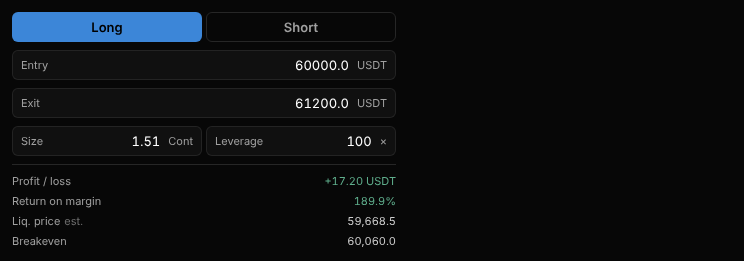 Long Short
Entry 60000.0 USDT
Exit 61200.0 USDT
Size 1.51 Cont Leverage 100 ×
Profit / loss +17.20 USDT
Return on margin 189.9%
Liq. price est. 59,668.5
Breakeven 60,060.0